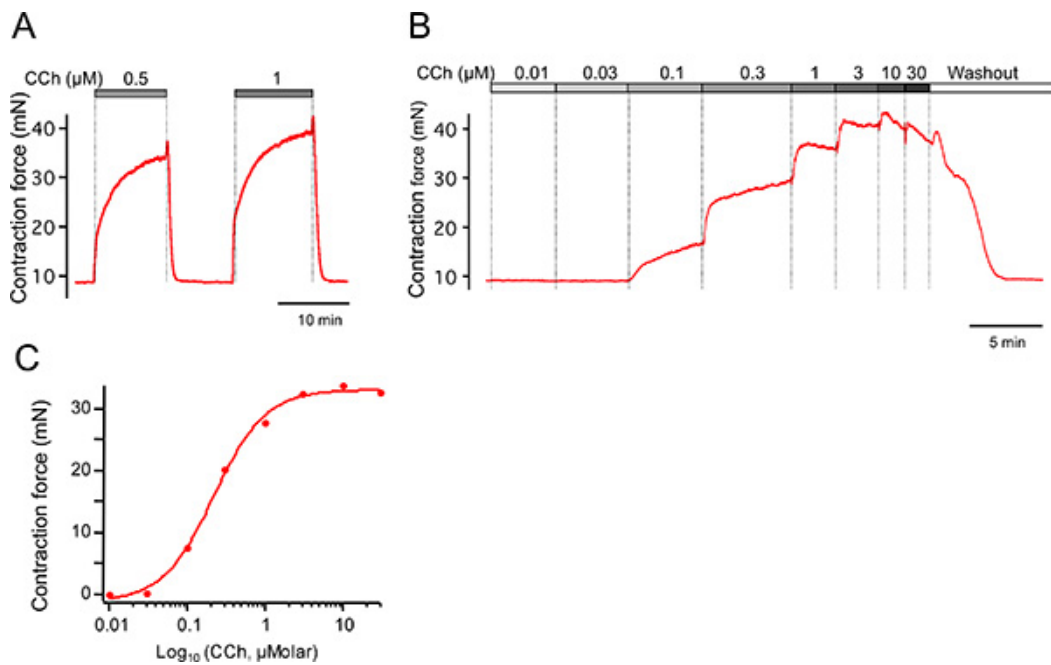 A
CCh (μM) 0.5 1
Contraction force (mN)
40
30
20
10
10 min
B
CCh (μM) 0.01 0.03 0.1 0.3 1 3 10 30 Washout
Contraction force (mN)
40
30
20
10
5 min
C
Contraction force (mN)
30
20
10
0
0.01 0.1 1 10
Log₁₀ (CCh, μMolar)